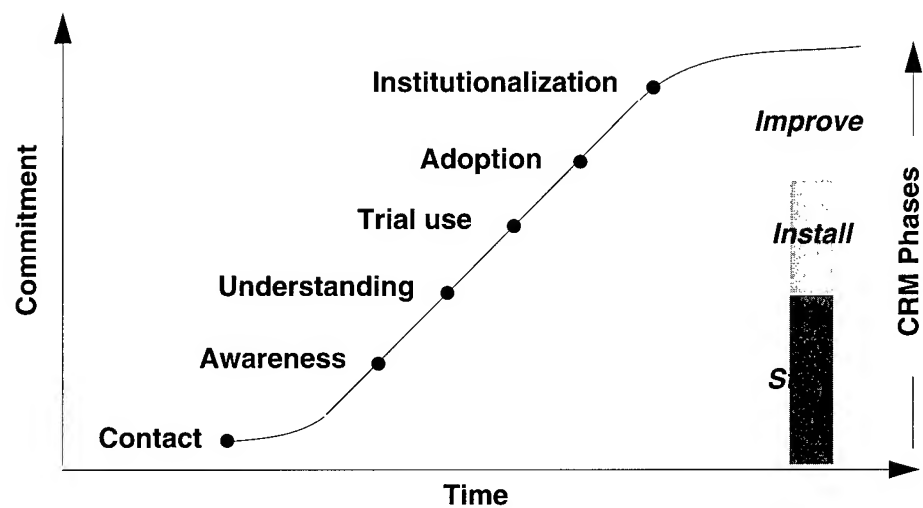 Institutionalization
Improve
Adoption
Trial use
Install
Understanding
Awareness
Contact
Commitment
Time
CRM Phases